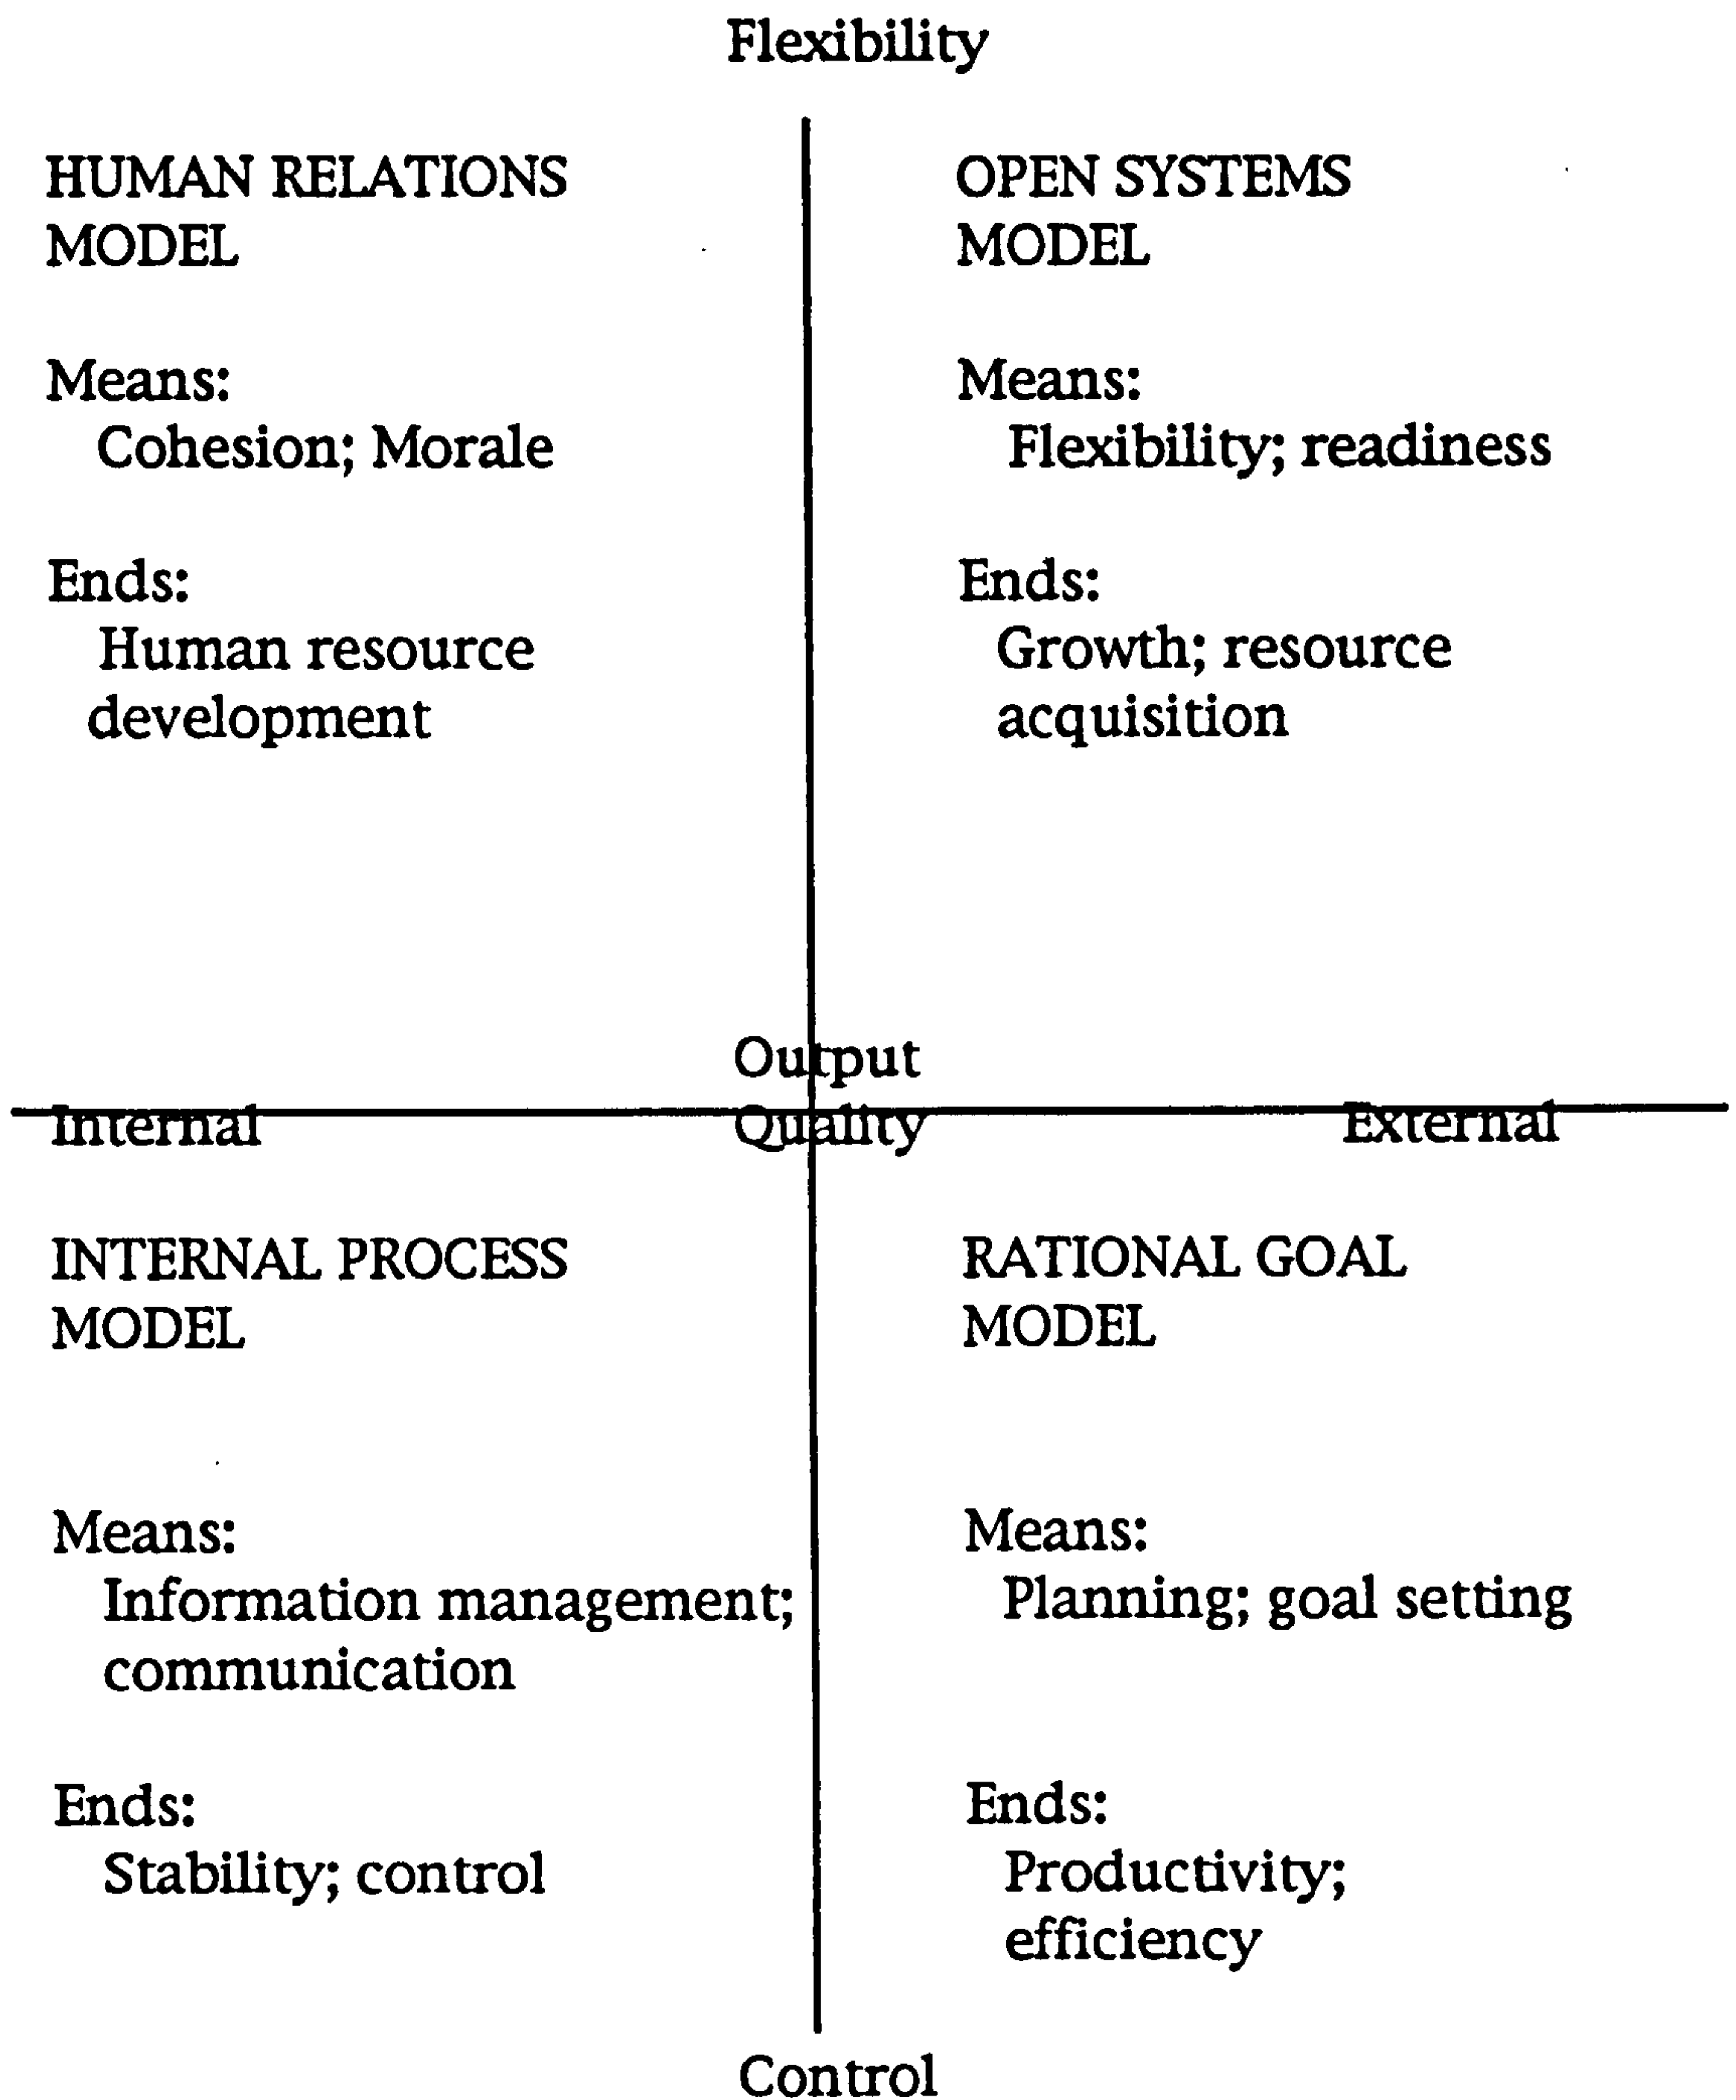 Flexibility
HUMAN RELATIONS
MODEL
Means:
Cohesion; Morale
Ends:
Human resource
development
OPEN SYSTEMS
MODEL
Means:
Flexibility; readiness
Ends:
Growth; resource
acquisition
Output
Quality
Internal
External
INTERNAL PROCESS
MODEL
Means:
Information management;
communication
Ends:
Stability; control
RATIONAL GOAL
MODEL
Means:
Planning; goal setting
Ends:
Productivity;
efficiency
Control